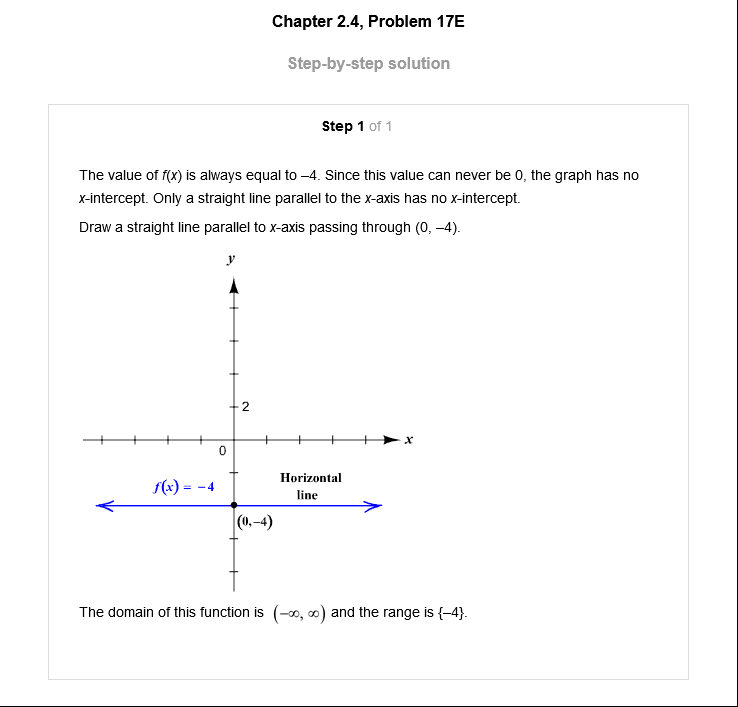 Chapter 2.4, Problem 17E
Step-by-step solution
Step 1 of 1
The value of f(x) is always equal to –4. Since this value can never be 0, the graph has no
x-intercept. Only a straight line parallel to the x-axis has no x-intercept.
Draw a straight line parallel to x-axis passing through (0, –4).
y
2
x
0
f(x) = −4
Horizontal
line
(0,−4)
The domain of this function is (−∞, ∞) and the range is {–4}.